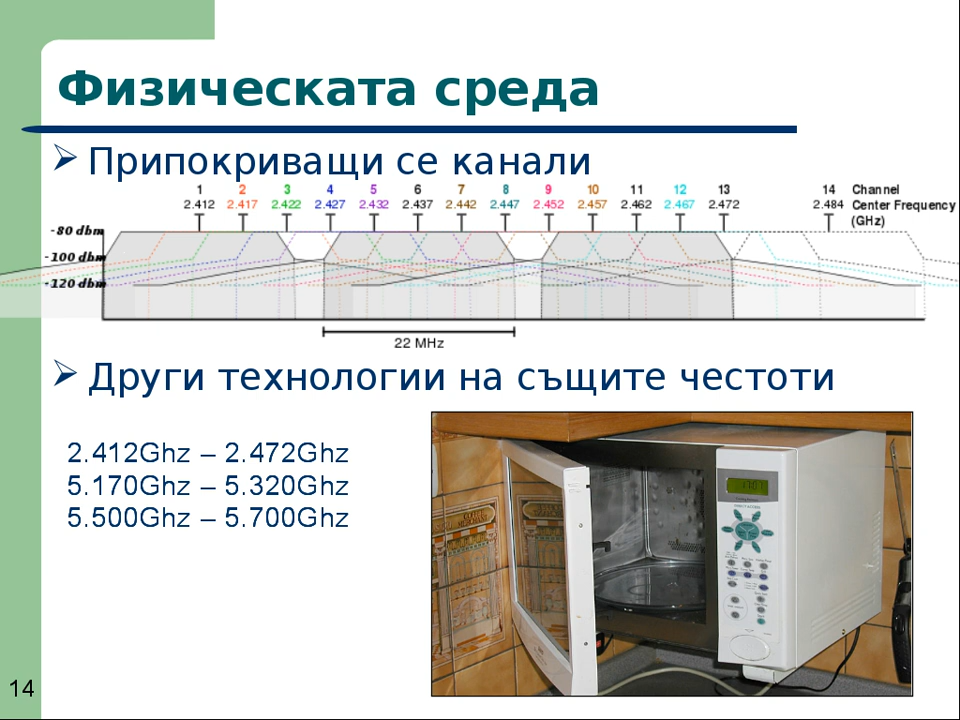 Физическата среда
Припокриващи се канали
1 2 3 4 5 6 7 8 9 10 11 12 13 14 Channel
2.412 2.417 2.422 2.427 2.432 2.437 2.442 2.447 2.452 2.457 2.462 2.467 2.472 2.484 Center Frequency
(GHz)
-80 dbm
-100 dbm
-120 dbm
22 MHz
Други технологии на същите честоти
2.412Ghz – 2.472Ghz
5.170Ghz – 5.320Ghz
5.500Ghz – 5.700Ghz
14